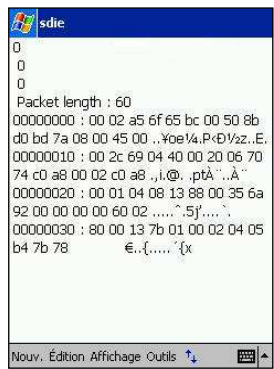 sdie
0
0
0
Packet length : 60
00000000 : 00 02 a5 6f 65 bc 00 50 8b
d0 bd 7a 08 00 45 00 ..¥oe¼.P‹Ð½z..E.
00000010 : 00 2c 69 04 40 00 20 06 70
74 c0 a8 00 02 c0 a8 .,i.@. .ptÀ¨..À¨
00000020 : 00 01 04 08 13 88 00 35 6a
92 00 00 00 00 60 02 .....ˆ.5j’....`.
00000030 : 80 00 13 7b 01 00 02 04 05
b4 7b 78 €..{.....´{x
Nouv. Édition Affichage Outils